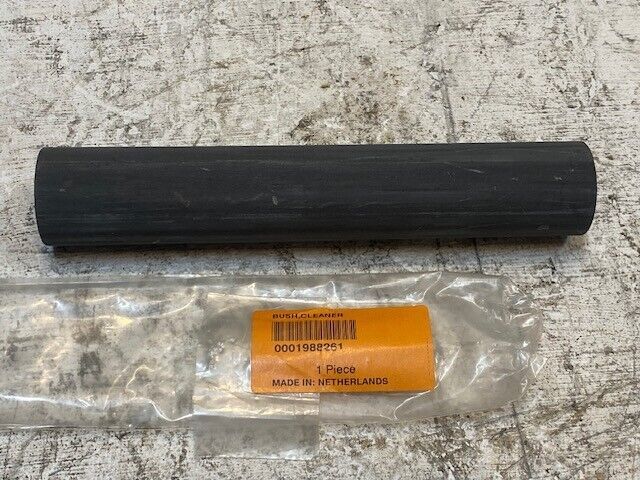 BUSH,CLEANER
0001988261
1 Piece
MADE IN: NETHERLANDS